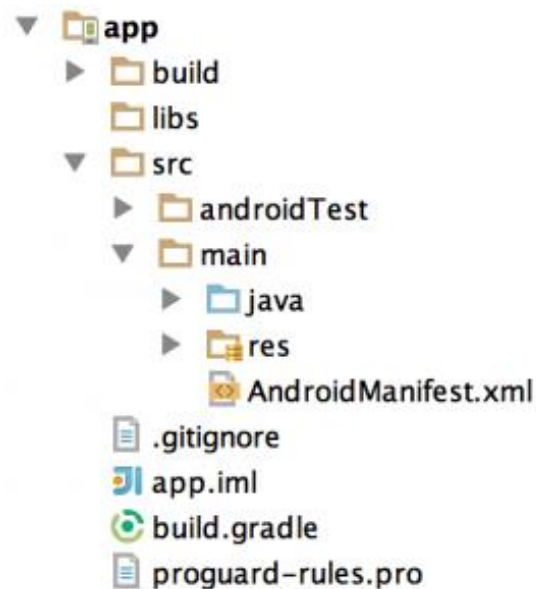 app
build
libs
src
androidTest
main
java
res
AndroidManifest.xml
.gitignore
app.iml
build.gradle
proguard-rules.pro